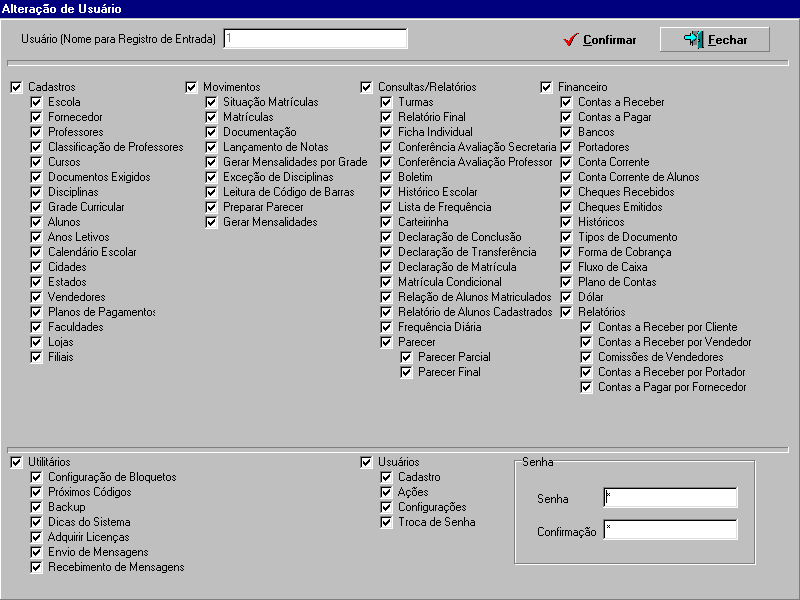 Alteração de Usuário
Usuário (Nome para Registro de Entrada)
1
Confirmar
Fechar
Cadastros
Escola
Fornecedor
Professores
Classificação de Professores
Cursos
Documentos Exigidos
Disciplinas
Grade Curricular
Alunos
Anos Letivos
Calendário Escolar
Cidades
Estados
Vendedores
Planos de Pagamentos
Faculdades
Lojas
Filiais
Movimentos
Situação Matrículas
Matrículas
Documentação
Lançamento de Notas
Gerar Mensalidades por Grade
Exceção de Disciplinas
Leitura de Código de Barras
Preparar Parecer
Gerar Mensalidades
Consultas/Relatórios
Turmas
Relatório Final
Ficha Individual
Conferência Avaliação Secretaria
Conferência Avaliação Professor
Boletim
Histórico Escolar
Lista de Frequência
Carteirinha
Declaração de Conclusão
Declaração de Transferência
Declaração de Matrícula
Matrícula Condicional
Relação de Alunos Matriculados
Relatório de Alunos Cadastrados
Frequência Diária
Parecer
Parecer Parcial
Parecer Final
Financeiro
Contas a Receber
Contas a Pagar
Bancos
Portadores
Conta Corrente
Conta Corrente de Alunos
Cheques Recebidos
Cheques Emitidos
Históricos
Tipos de Documento
Forma de Cobrança
Fluxo de Caixa
Plano de Contas
Dólar
Relatórios
Contas a Receber por Cliente
Contas a Receber por Vendedor
Comissões de Vendedores
Contas a Receber por Portador
Contas a Pagar por Fornecedor
Utilitários
Configuração de Bloquetos
Próximos Códigos
Backup
Dicas do Sistema
Adquirir Licenças
Envio de Mensagens
Recebimento de Mensagens
Usuários
Cadastro
Ações
Configurações
Troca de Senha
Senha
Senha
*
Confirmação
*